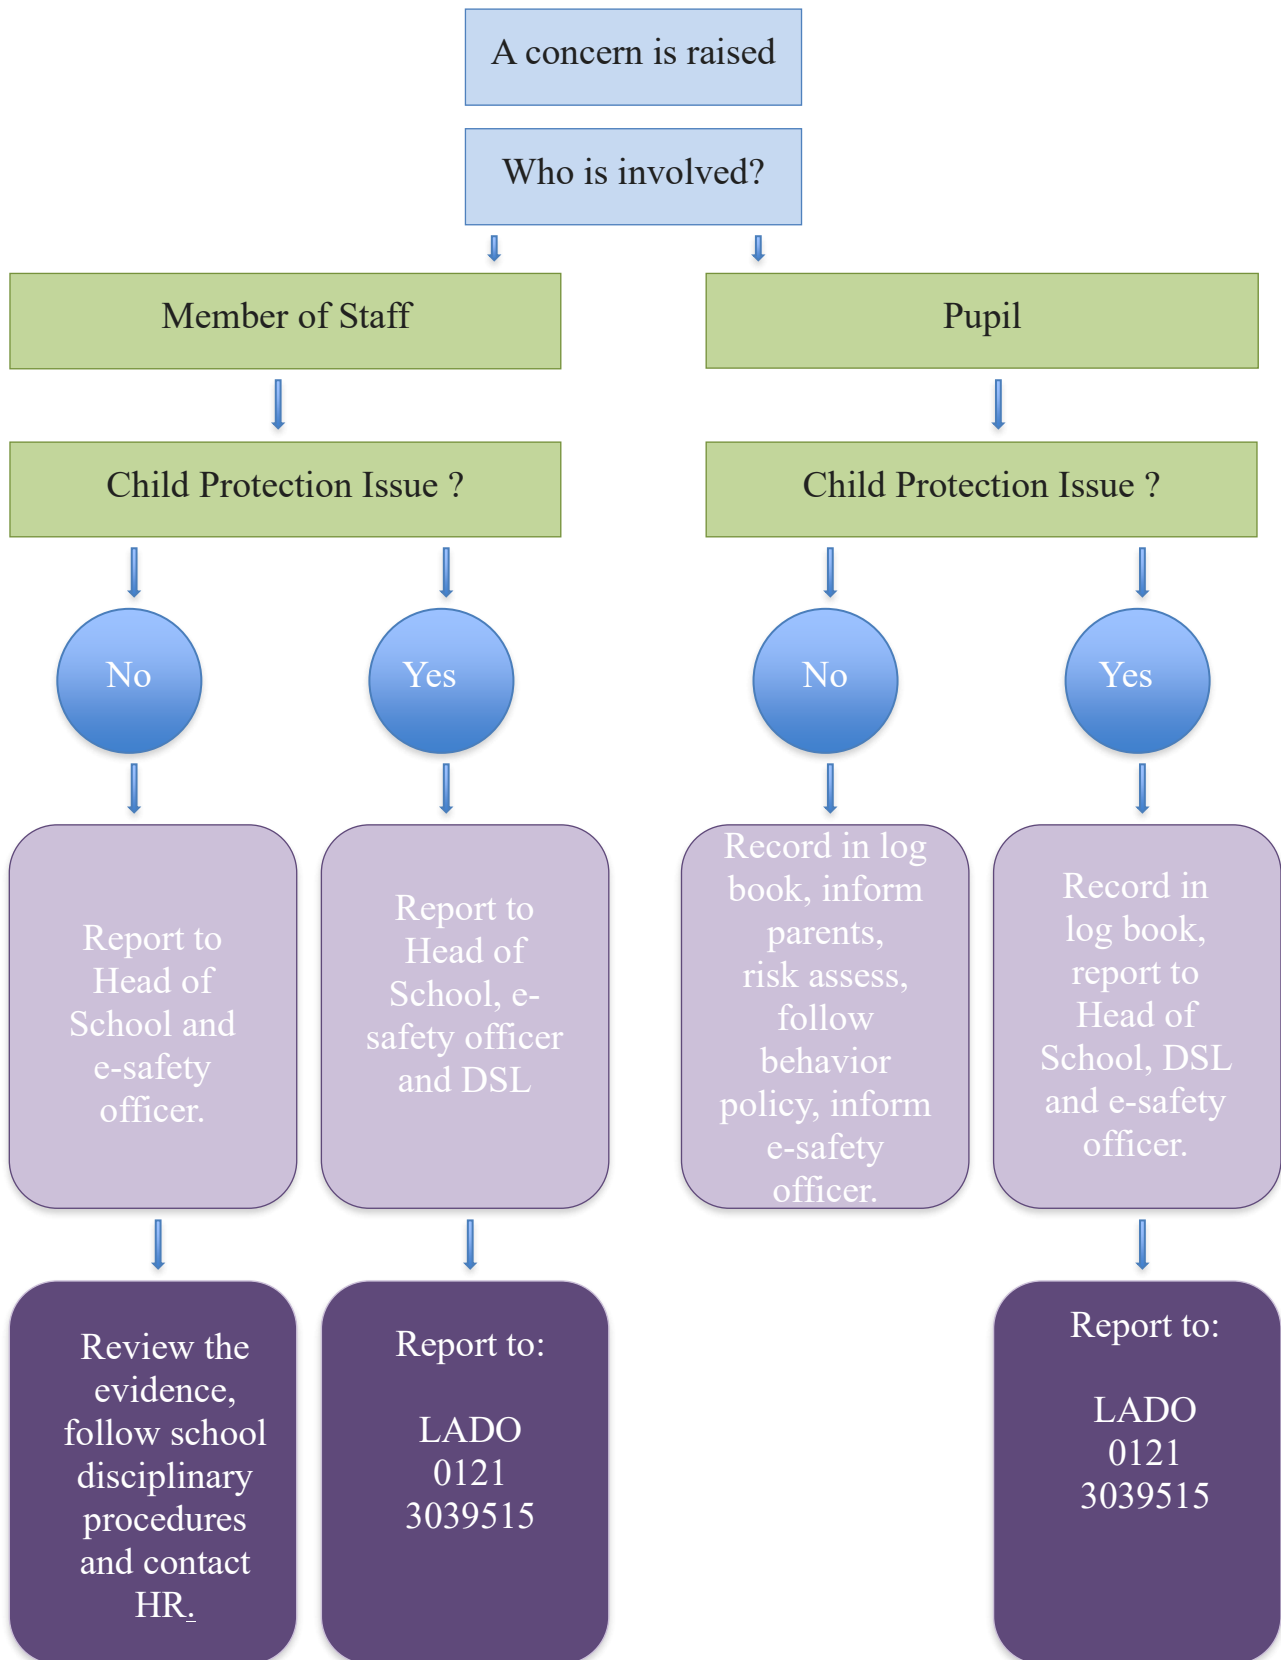 A concern is raised
Who is involved?
Member of Staff
Pupil
Child Protection Issue ?
Child Protection Issue ?
No
Yes
No
Yes
Report to
Head of
School and
e-safety
officer.
Report to
Head of
School, e-
safety officer
and DSL
Record in log
book, inform
parents,
risk assess,
follow
behavior
policy, inform
e-safety
officer.
Record in
log book,
report to
Head of
School, DSL
and e-safety
officer.
Review the
evidence,
follow school
disciplinary
procedures
and contact
HR.
Report to:
LADO
0121
3039515
Report to:
LADO
0121
3039515